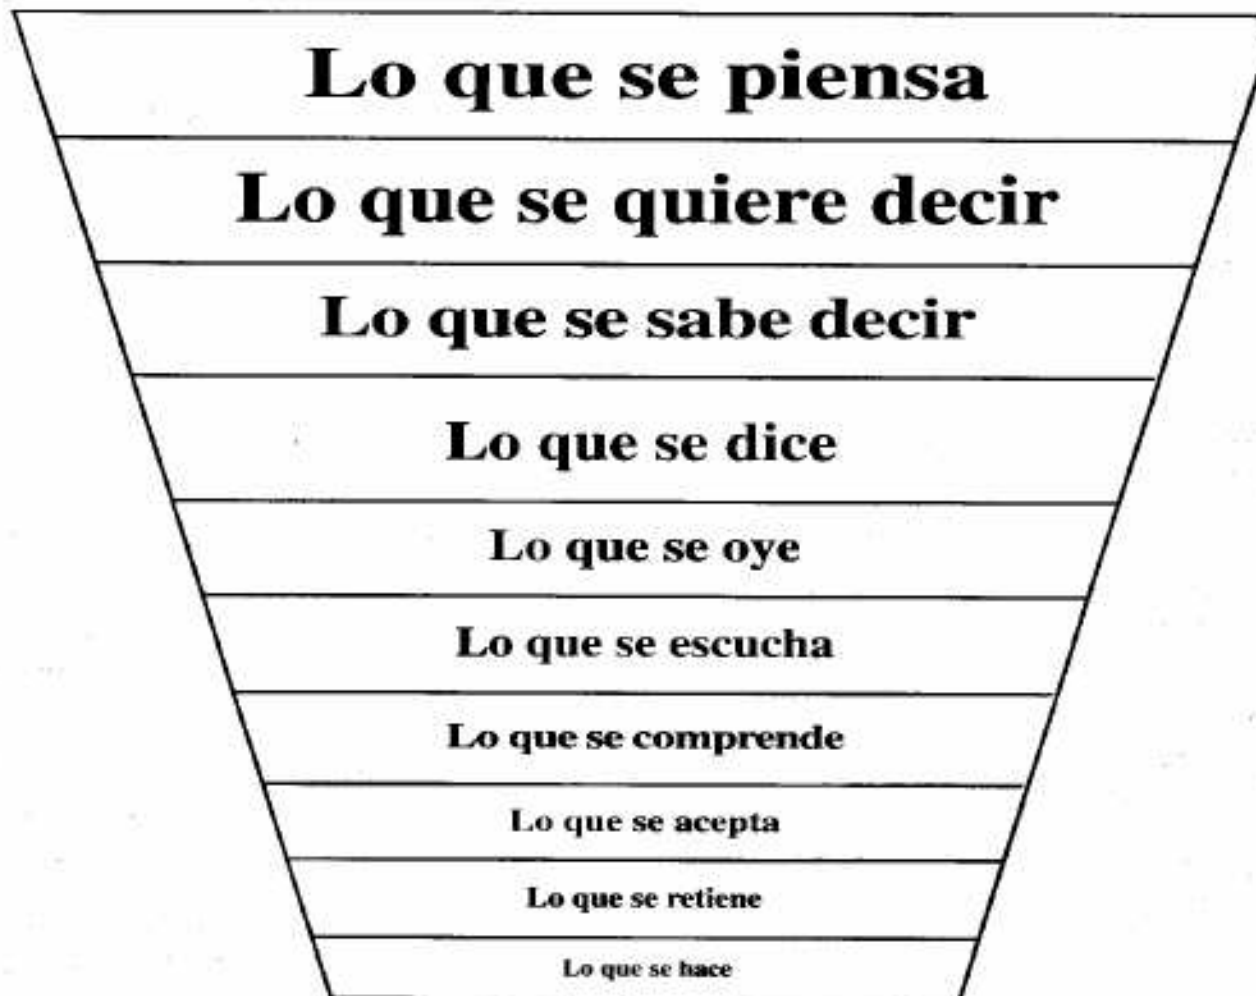 Lo que se piensa
Lo que se quiere decir
Lo que se sabe decir
Lo que se dice
Lo que se oye
Lo que se escucha
Lo que se comprende
Lo que se acepta
Lo que se retiene
Lo que se hace